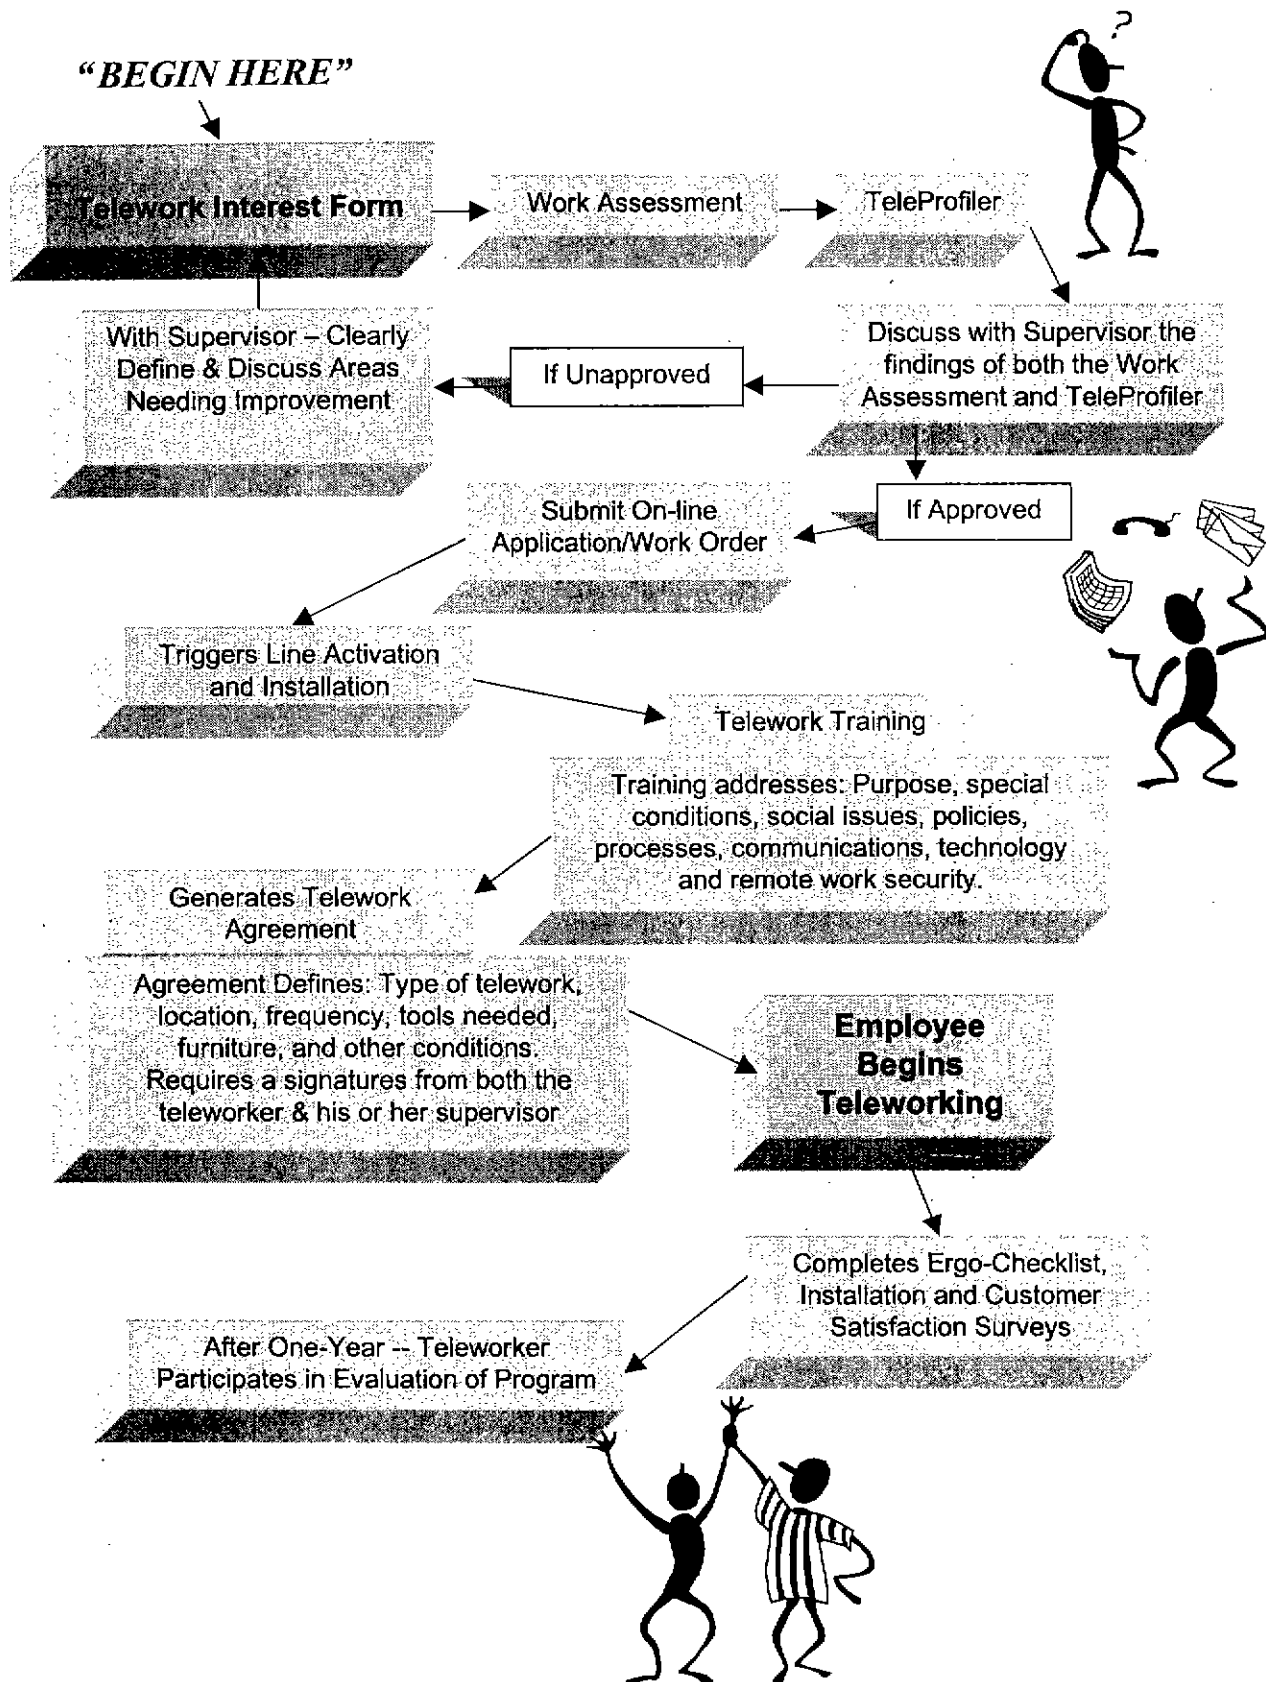 “BEGIN HERE”
?
Telework Interest Form
Work Assessment
TeleProfiler
Discuss with Supervisor the
findings of both the Work
Assessment and TeleProfiler
If Unapproved
With Supervisor – Clearly
Define & Discuss Areas
Needing Improvement
If Approved
Submit On-line
Application/Work Order
Triggers Line Activation
and Installation
Telework Training
Training addresses: Purpose, special
conditions, social issues, policies,
processes, communications, technology
and remote work security.
Generates Telework
Agreement
Agreement Defines: Type of telework,
location, frequency, tools needed,
furniture, and other conditions.
Requires a signatures from both the
teleworker & his or her supervisor
Employee
Begins
Teleworking
Completes Ergo-Checklist,
Installation and Customer
Satisfaction Surveys
After One-Year -- Teleworker
Participates in Evaluation of Program